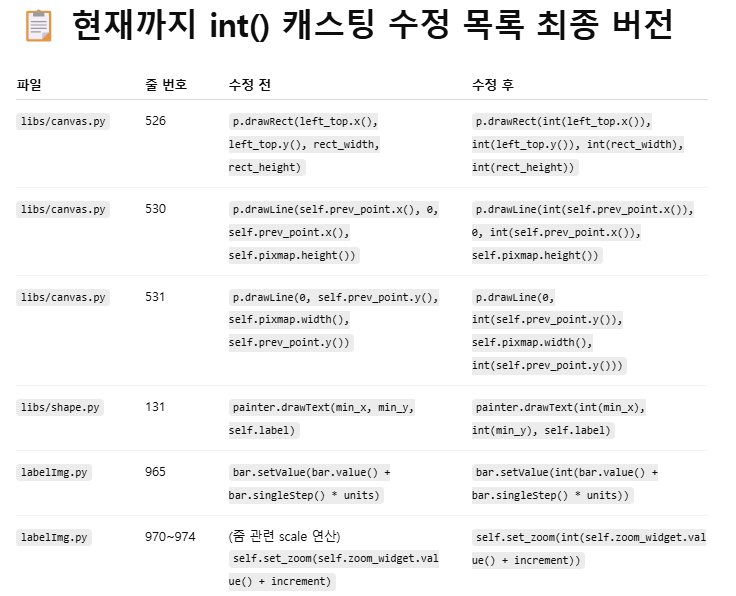 📋 현재까지 int() 캐스팅 수정 목록 최종 버전
파일 줄 번호 수정 전 수정 후
libs/canvas.py 526 p.drawRect(left_top.x(), p.drawRect(int(left_top.x()),
left_top.y(), rect_width, int(left_top.y()), int(rect_width),
rect_height) int(rect_height))
libs/canvas.py 530 p.drawLine(self.prev_point.x(), 0, p.drawLine(int(self.prev_point.x()),
self.prev_point.x(), 0, int(self.prev_point.x()),
self.pixmap.height()) self.pixmap.height())
libs/canvas.py 531 p.drawLine(0, self.prev_point.y(), p.drawLine(0,
self.pixmap.width(), int(self.prev_point.y()),
self.prev_point.y()) self.pixmap.width(),
int(self.prev_point.y()))
libs/shape.py 131 painter.drawText(min_x, min_y, painter.drawText(int(min_x),
self.label) int(min_y), self.label)
labelImg.py 965 bar.setValue(bar.value() + bar.setValue(int(bar.value() +
bar.singleStep() * units) bar.singleStep() * units))
labelImg.py 970~974 (줌 관련 scale 연산) self.set_zoom(int(self.zoom_widget.val
self.set_zoom(self.zoom_widget.val ue() + increment))
ue() + increment)